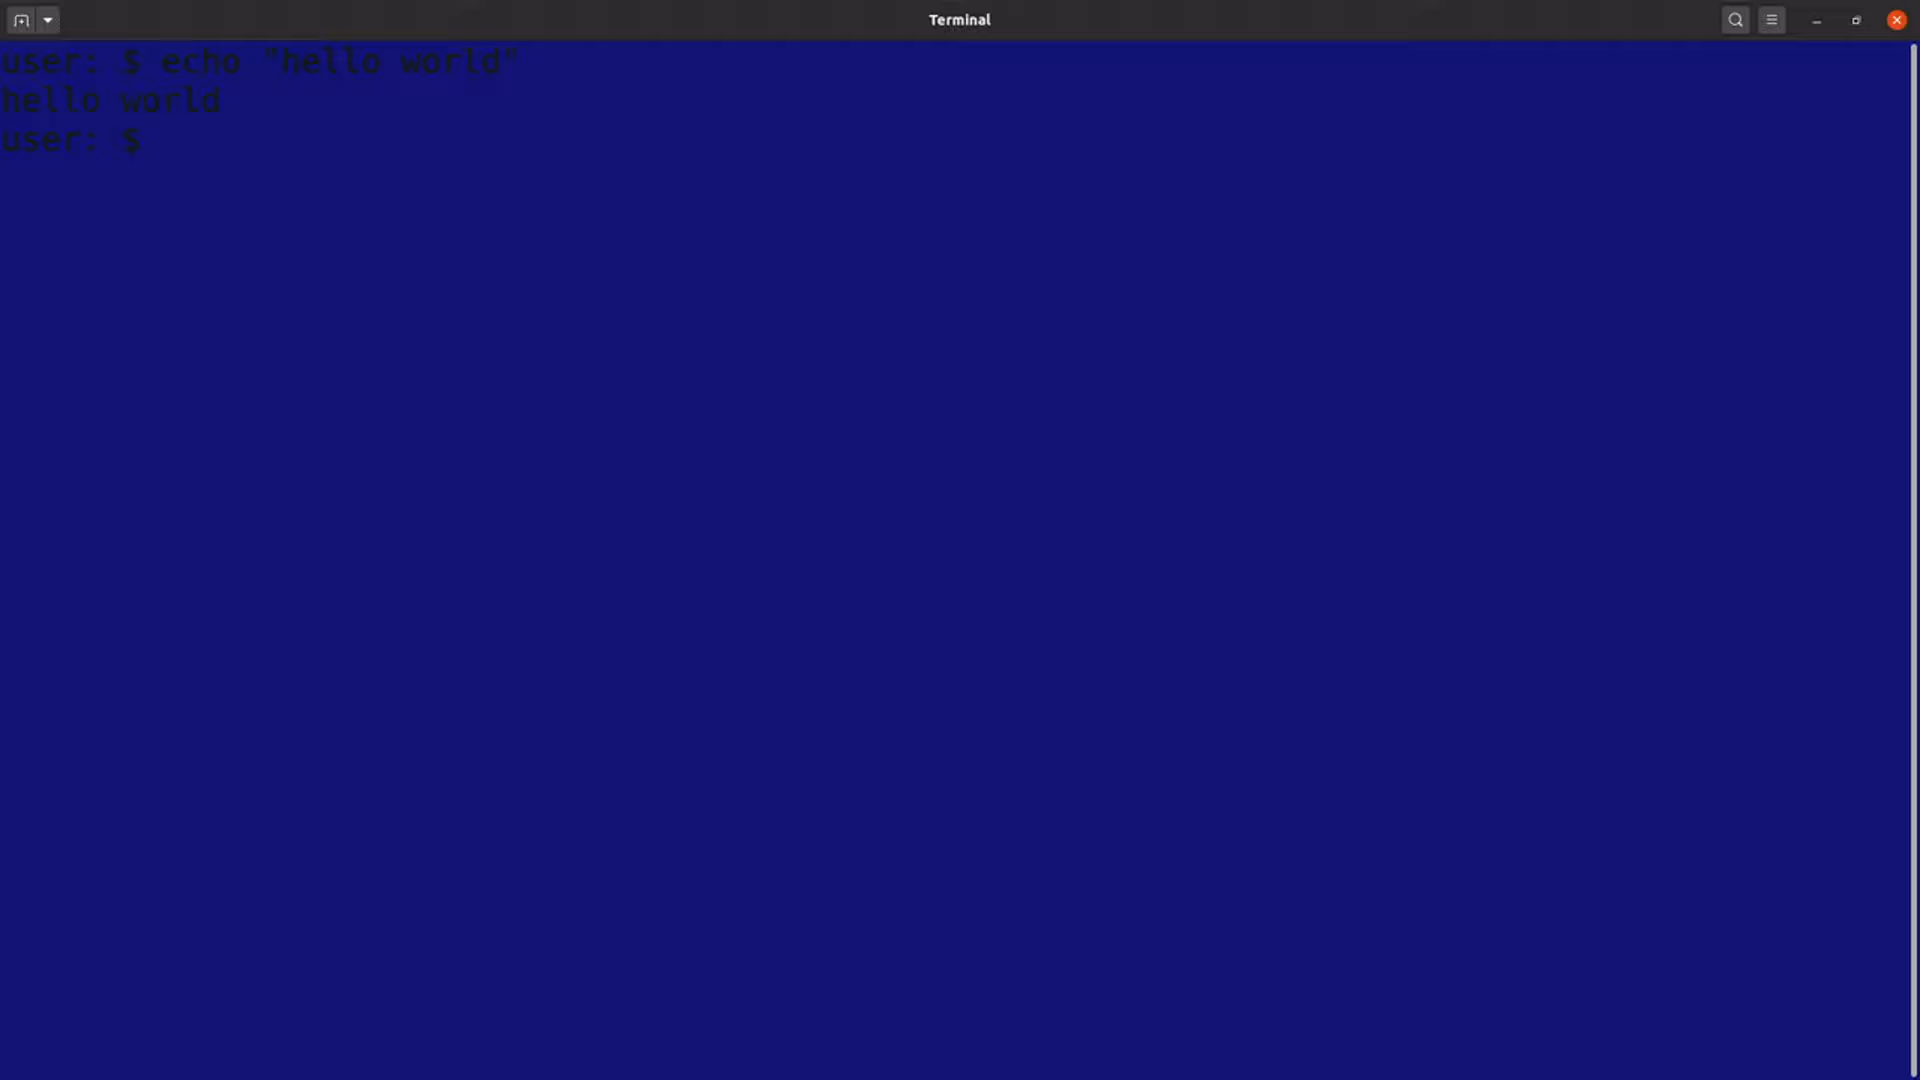 Terminal
user: $ echo "hello world"
hello world
user: $